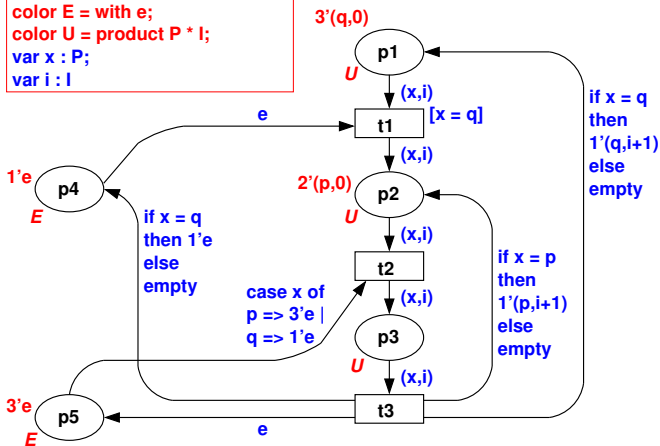 color E = with e;
color U = product P * I;
var x : P;
var i : I
3'(q,0)
p1
U
(x,i)
e
t1
[x = q]
if x = q
then
1'(q,i+1)
else
empty
(x,i)
1'e
p4
E
2'(p,0)
p2
U
if x = q
then 1'e
else
empty
(x,i)
t2
if x = p
then
1'(p,i+1)
else
empty
case x of
p => 3'e |
q => 1'e
(x,i)
p3
U
(x,i)
3'e
p5
E
e
t3